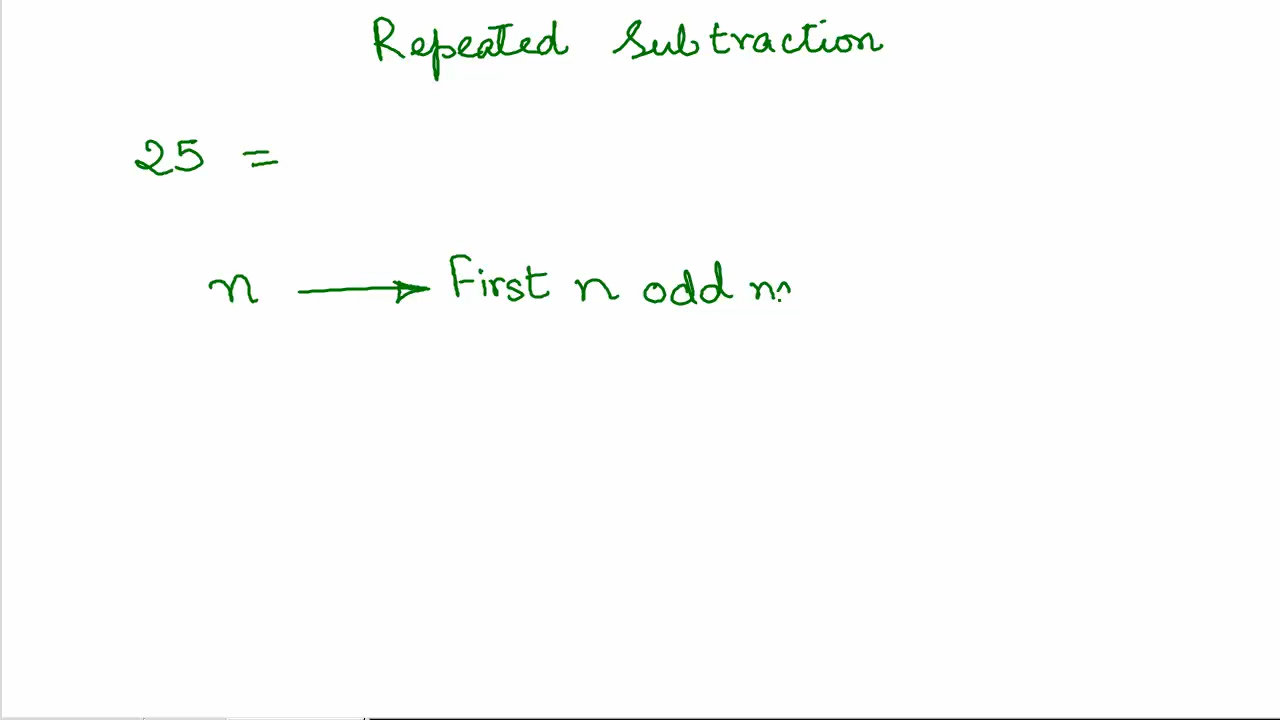 Repeated Subtraction
25 =
n → First n odd